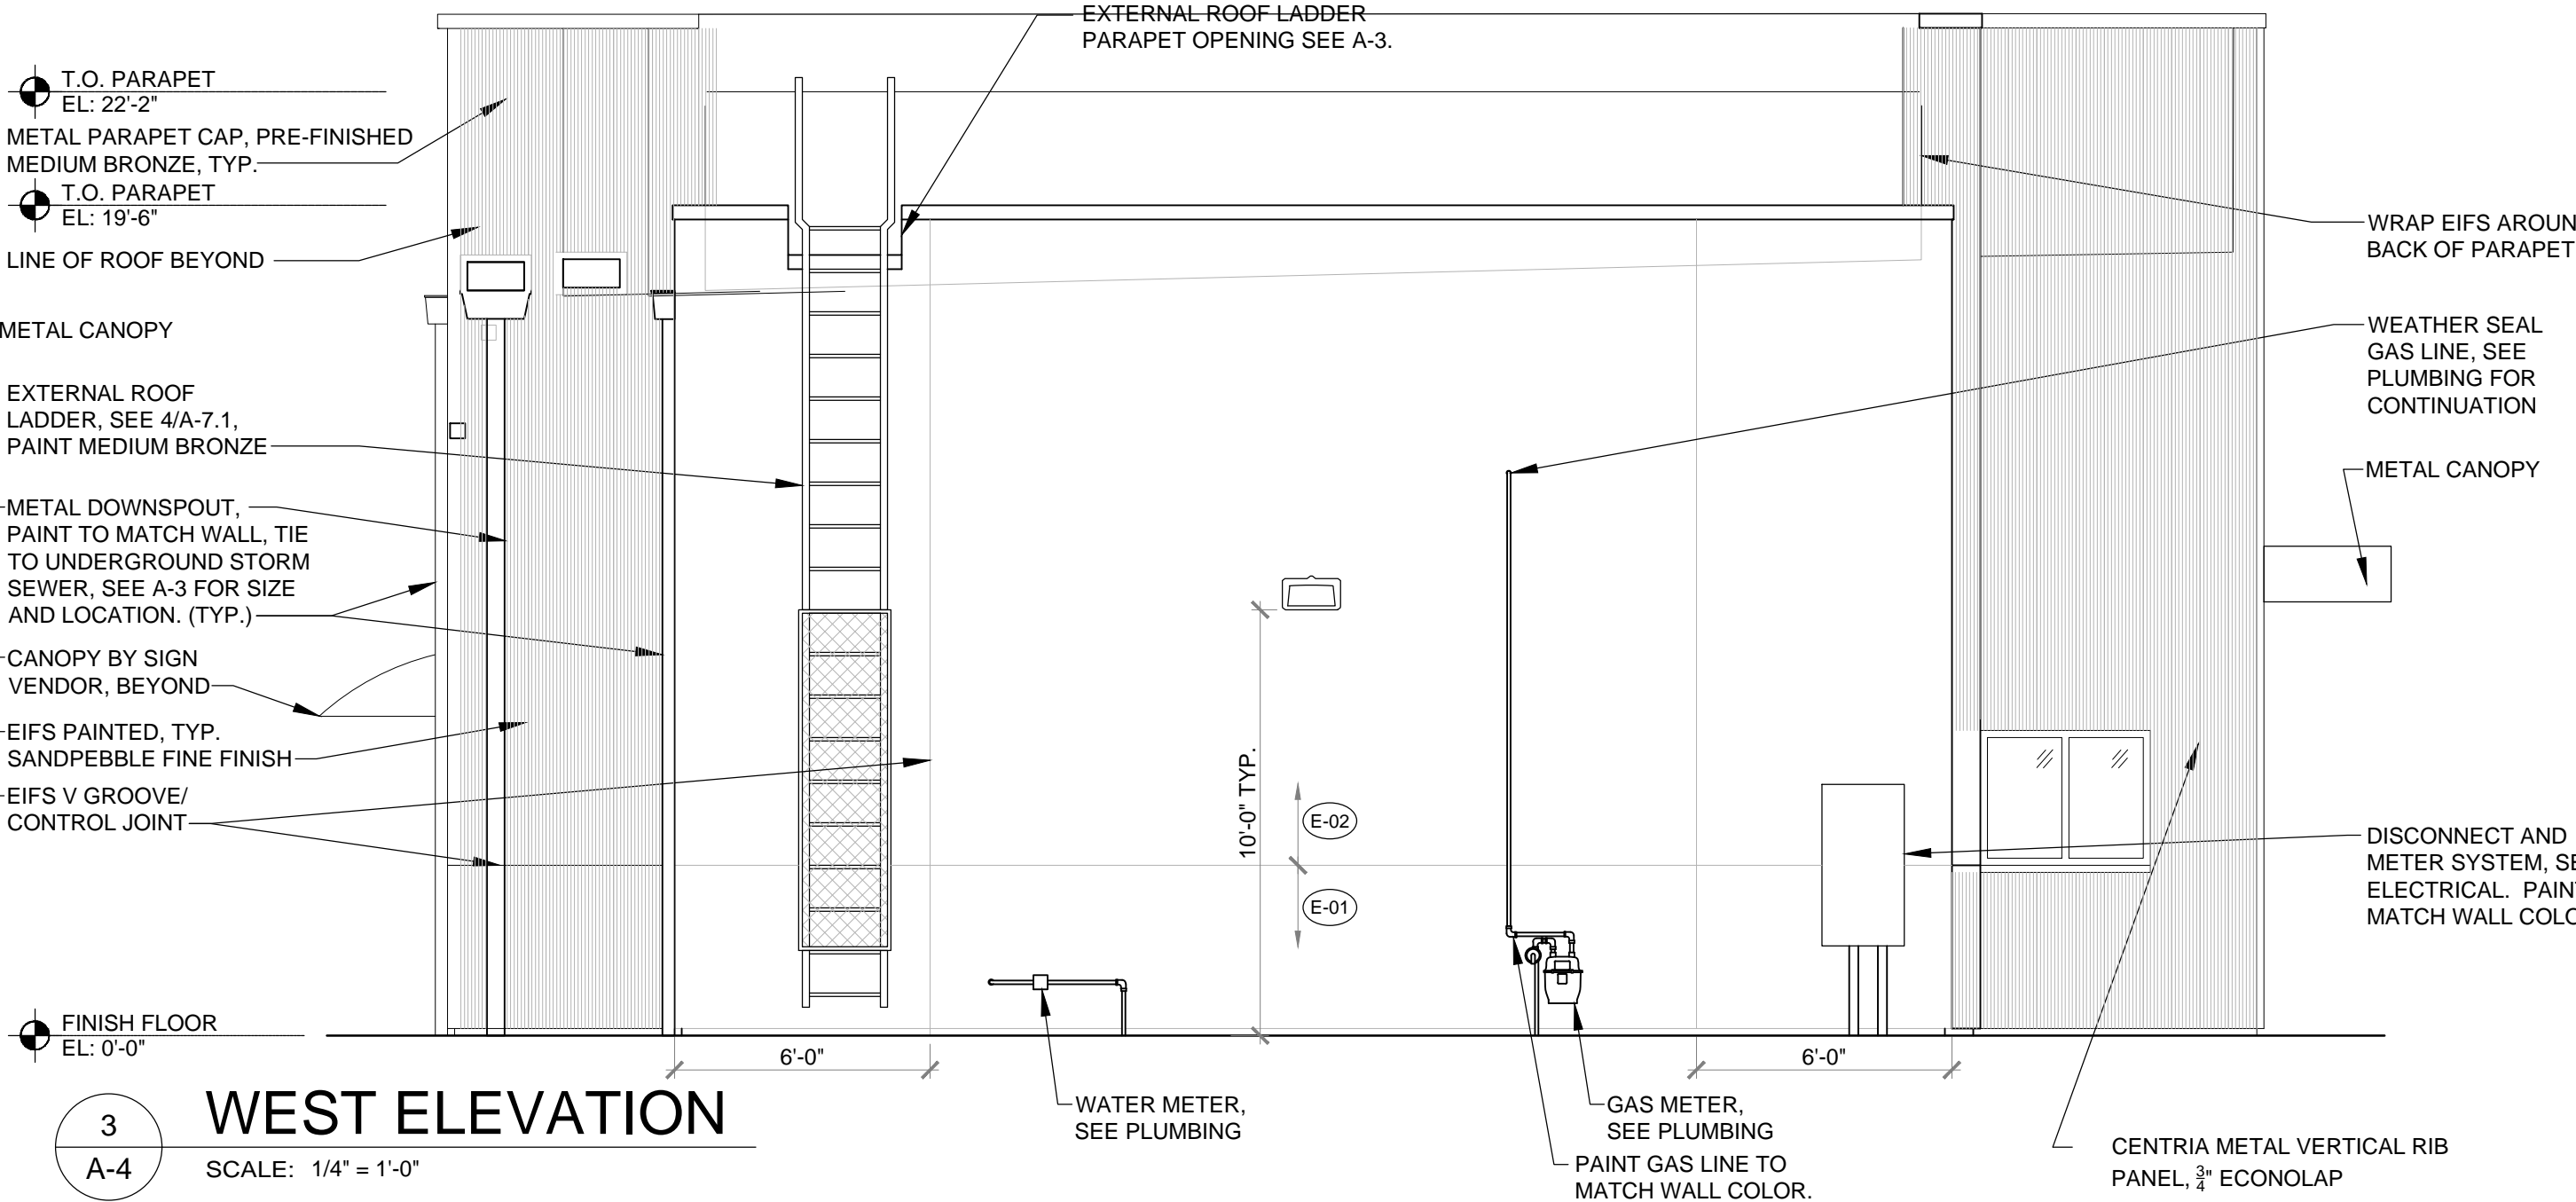 EXTERNAL ROOF LADDER
PARAPET OPENING SEE A-3.
T.O. PARAPET
EL: 22'-2"
METAL PARAPET CAP, PRE-FINISHED
MEDIUM BRONZE, TYP.
T.O. PARAPET
EL: 19'-6"
LINE OF ROOF BEYOND
METAL CANOPY
EXTERNAL ROOF
LADDER, SEE 4/A-7.1,
PAINT MEDIUM BRONZE
METAL DOWNSPOUT,
PAINT TO MATCH WALL, TIE
TO UNDERGROUND STORM
SEWER, SEE A-3 FOR SIZE
AND LOCATION. (TYP.)
CANOPY BY SIGN
VENDOR, BEYOND
EIFS PAINTED, TYP.
SANDPEBBLE FINE FINISH
EIFS V GROOVE/
CONTROL JOINT
FINISH FLOOR
EL: 0'-0"
10'-0" TYP.
E-02
E-01
6'-0"
6'-0"
WRAP EIFS AROUN
BACK OF PARAPET
WEATHER SEAL
GAS LINE, SEE
PLUMBING FOR
CONTINUATION
METAL CANOPY
DISCONNECT AND
METER SYSTEM, SE
ELECTRICAL. PAINT
MATCH WALL COLO
WATER METER,
SEE PLUMBING
GAS METER,
SEE PLUMBING
PAINT GAS LINE TO
MATCH WALL COLOR.
CENTRIA METAL VERTICAL RIB
PANEL, 3/4" ECONOLAP
3
A-4
WEST ELEVATION
SCALE: 1/4" = 1'-0"